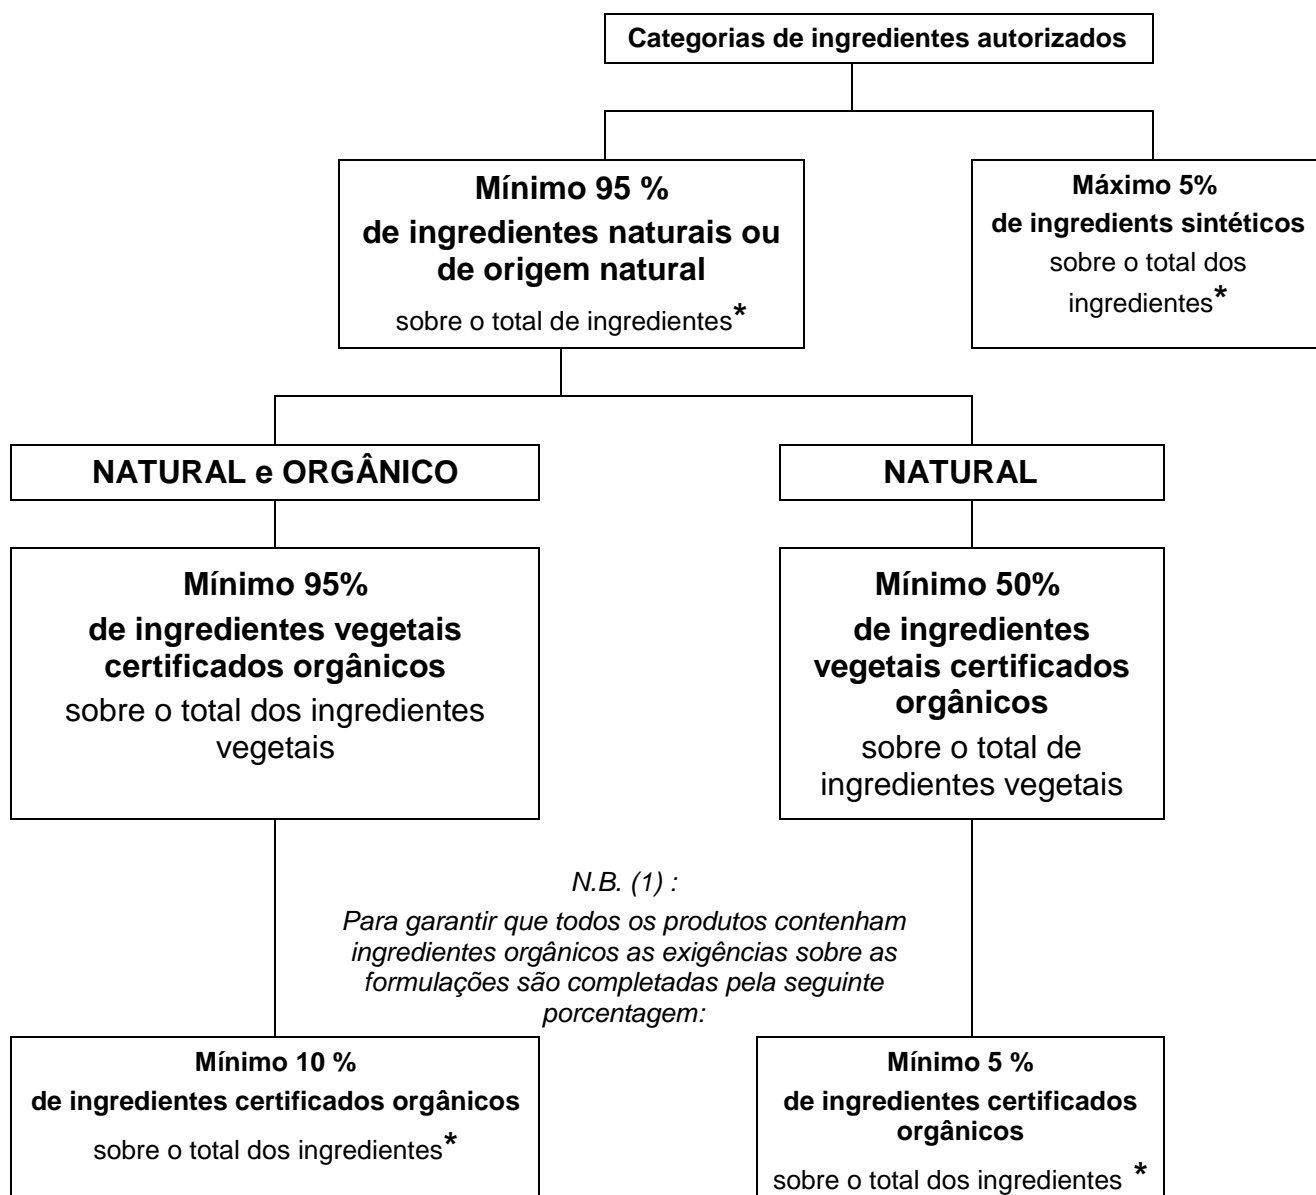 Categorias de ingredientes autorizados
Mínimo 95 %
de ingredientes naturais ou
de origem natural
sobre o total de ingredientes*
Máximo 5%
de ingredients sintéticos
sobre o total dos
ingredientes*
NATURAL e ORGÂNICO
NATURAL
Mínimo 95%
de ingredientes vegetais
certificados orgânicos
sobre o total dos ingredientes
vegetais
Mínimo 50%
de ingredientes
vegetais certificados
orgânicos
sobre o total de
ingredientes vegetais
N.B. (1) :
Para garantir que todos os produtos contenham
ingredientes orgânicos as exigências sobre as
formulações são completadas pela seguinte
porcentagem:
Mínimo 10 %
de ingredientes certificados orgânicos
sobre o total dos ingredientes*
Mínimo 5 %
de ingredientes certificados
orgânicos
sobre o total dos ingredientes *